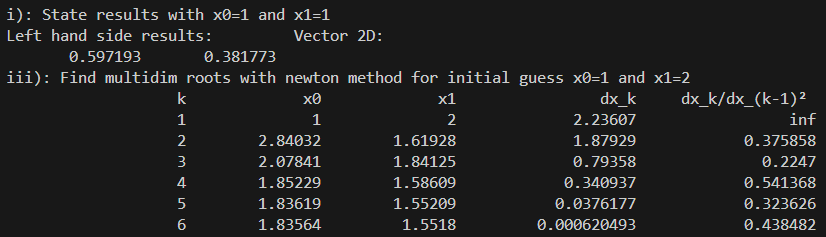 i): State results with x0=1 and x1=1
Left hand side results: Vector 2D:
0.597193 0.381773
iii): Find multidim roots with newton method for initial guess x0=1 and x1=2
k x0 x1 dx_k dx_k/dx_(k-1)²
1 1 2 2.23607 inf
2 2.84032 1.61928 1.87929 0.375858
3 2.07841 1.84125 0.79358 0.2247
4 1.85229 1.58609 0.340937 0.541368
5 1.83619 1.55209 0.0376177 0.323626
6 1.83564 1.5518 0.000620493 0.438482